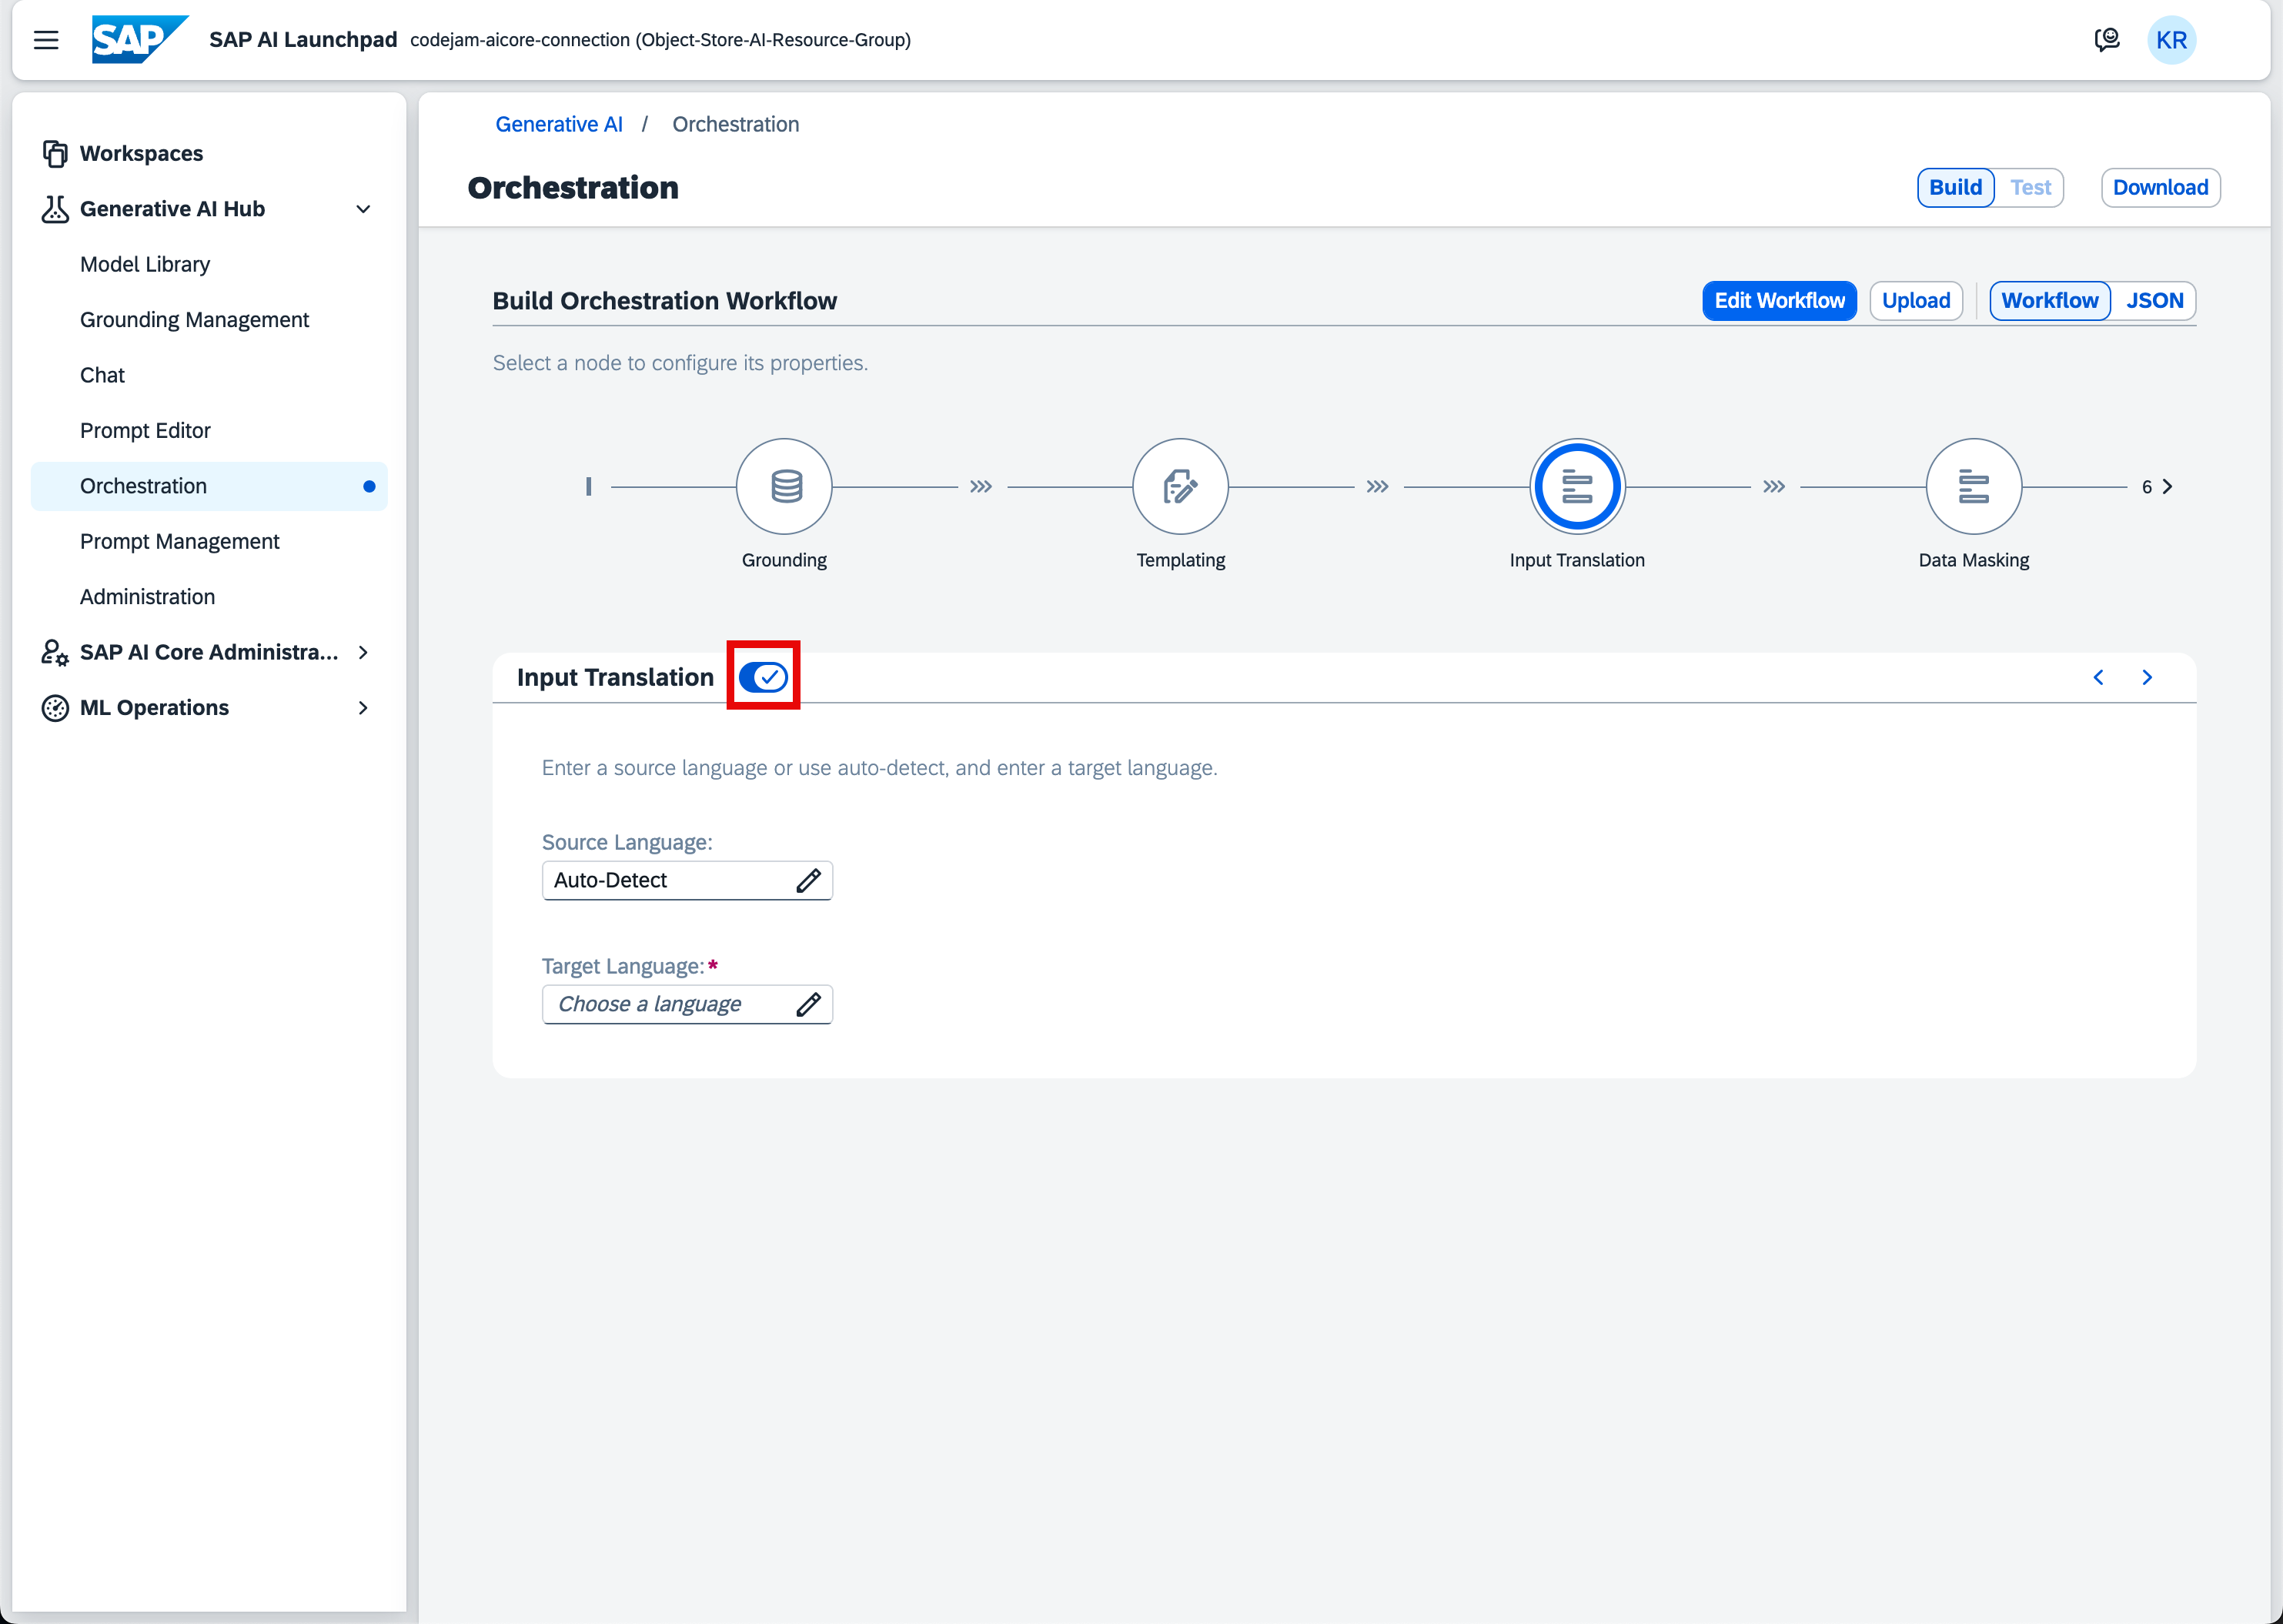 SAP SAP AI Launchpad codejam-aicore-connection (Object-Store-AI-Resource-Group) KR
Workspaces
Generative AI Hub
Model Library
Grounding Management
Chat
Prompt Editor
Orchestration
Prompt Management
Administration
SAP AI Core Administra...
ML Operations
Generative AI / Orchestration
Orchestration Build Test Download
Build Orchestration Workflow Edit Workflow Upload Workflow JSON
Select a node to configure its properties.
6
Grounding Templating Input Translation Data Masking
Input Translation
Enter a source language or use auto-detect, and enter a target language.
Source Language:
Auto-Detect
Target Language:*
Choose a language